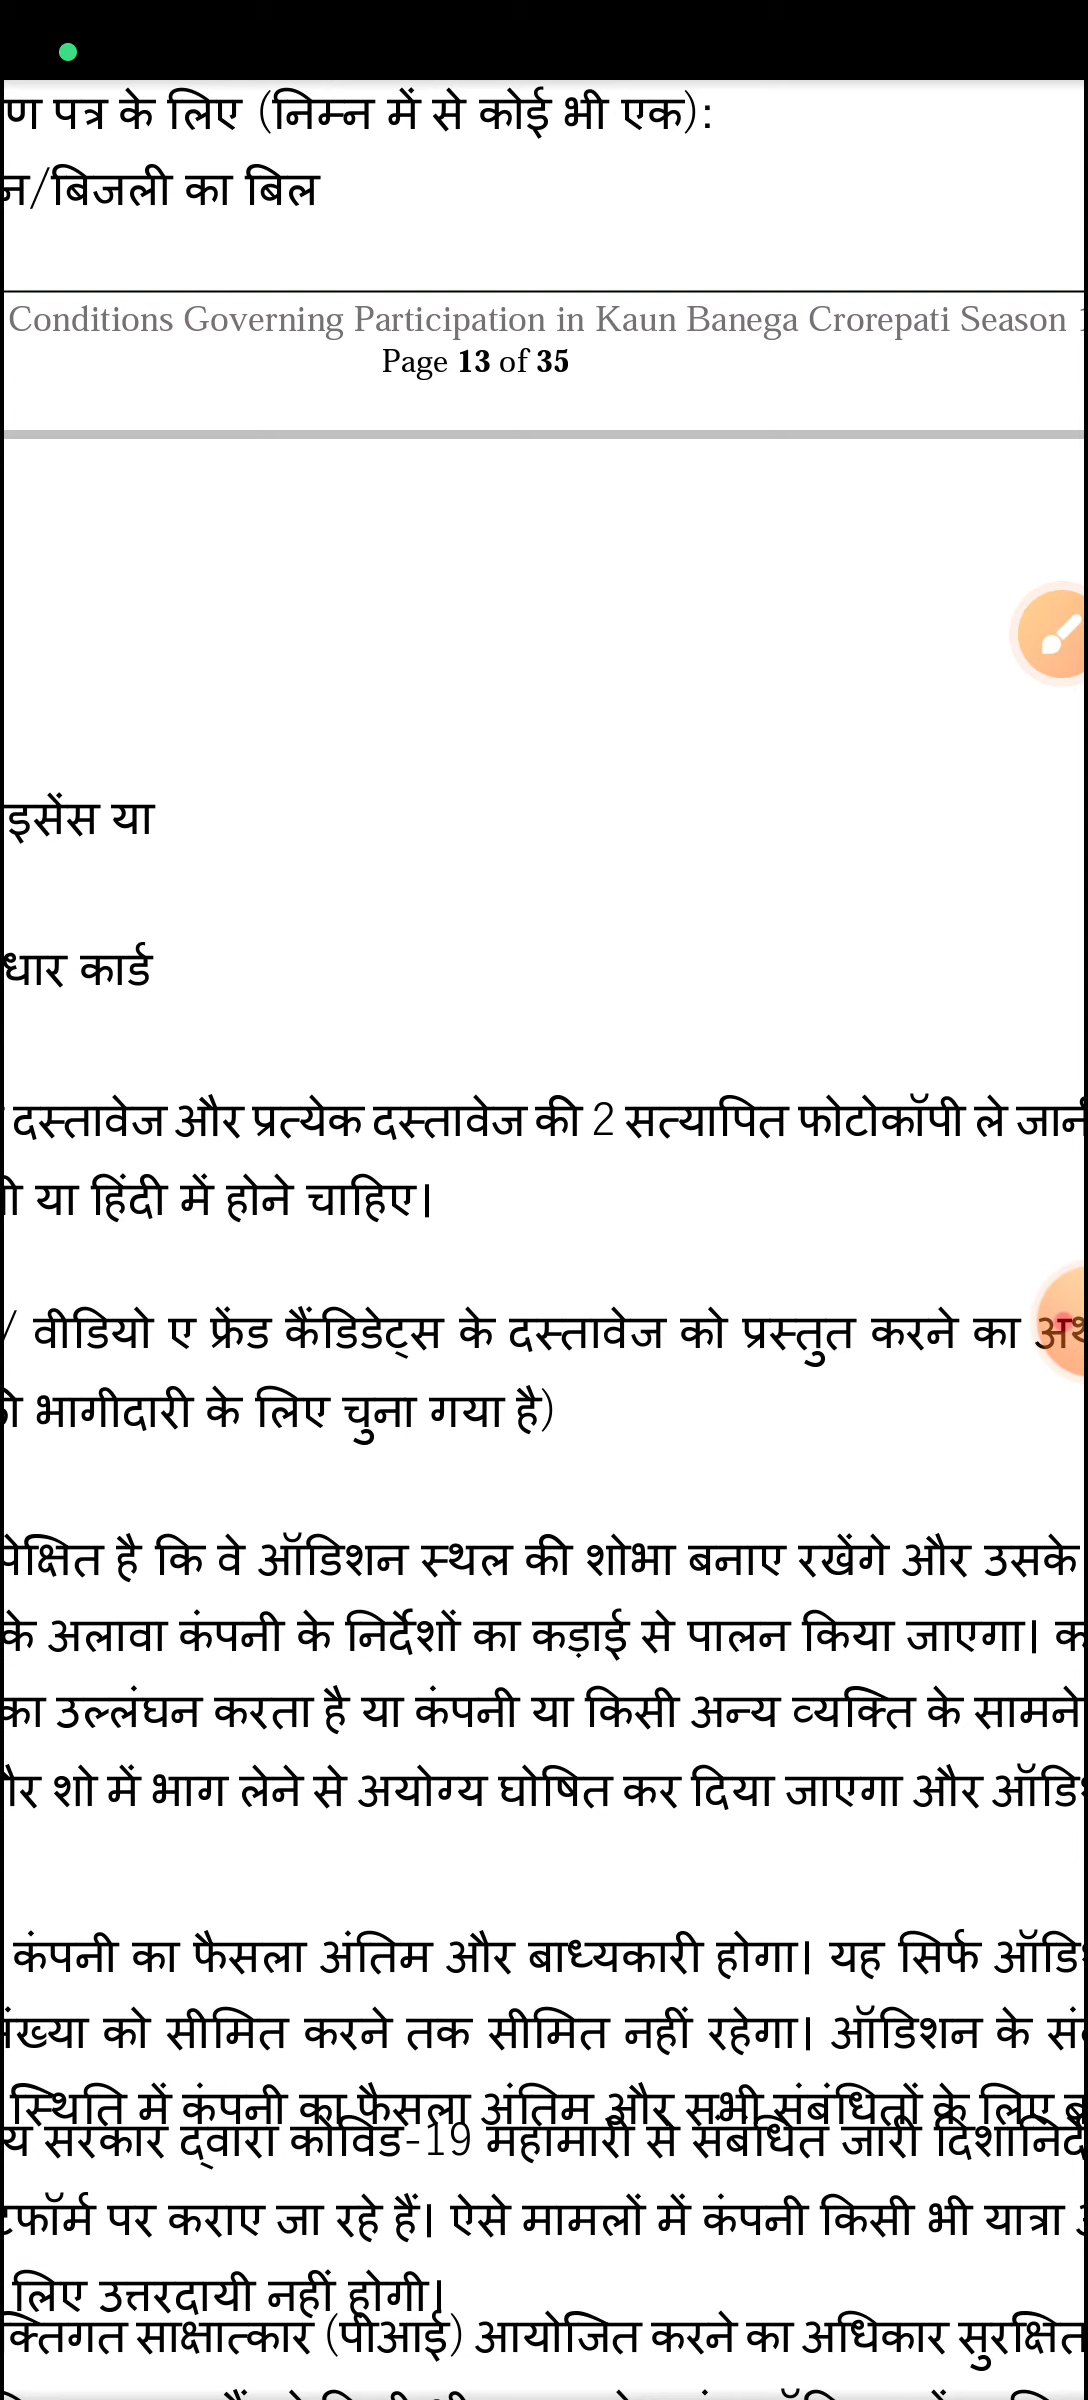 ण पत्र के लिए (निम्न में से कोई भी एक):
न/बिजली का बिल
Conditions Governing Participation in Kaun Banega Crorepati Season
Page 13 of 35
इसेंस या
धार कार्ड
दस्तावेज और प्रत्येक दस्तावेज की 2 सत्यापित फोटोकॉपी ले जानी
या हिंदी में होने चाहिए।
/ वीडियो ए फ्रेंड कैंडिडेट्स के दस्तावेज को प्रस्तुत करने का
भागीदारी के लिए चुना गया है)
पेक्षित है कि वे ऑडिशन स्थल की शोभा बनाए रखेंगे और उसके
के अलावा कंपनी के निर्देशों का कड़ाई से पालन किया जाएगा।
का उल्लंघन करता है या कंपनी या किसी अन्य व्यक्ति के सामने
ौर शो में भाग लेने से अयोग्य घोषित कर दिया जाएगा और ऑडि
कंपनी का फैसला अंतिम और बाध्यकारी होगा। यह सिर्फ ऑडि
ंख्या को सीमित करने तक सीमित नहीं रहेगा। ऑडिशन के सं
स्थिति में कंपनी का फैसला अंतिम और सभी संबंधितों के लिए
य सरकार द्वारा कोविड-19 महामारी से संबंधित जारी दिशानिर्दे
टफॉर्म पर कराए जा रहे हैं। ऐसे मामलों में कंपनी किसी भी यात्रा
लिए उत्तरदायी नहीं होगी।
क्तिगत साक्षात्कार (पीआई) आयोजित करने का अधिकार सुरक्षित